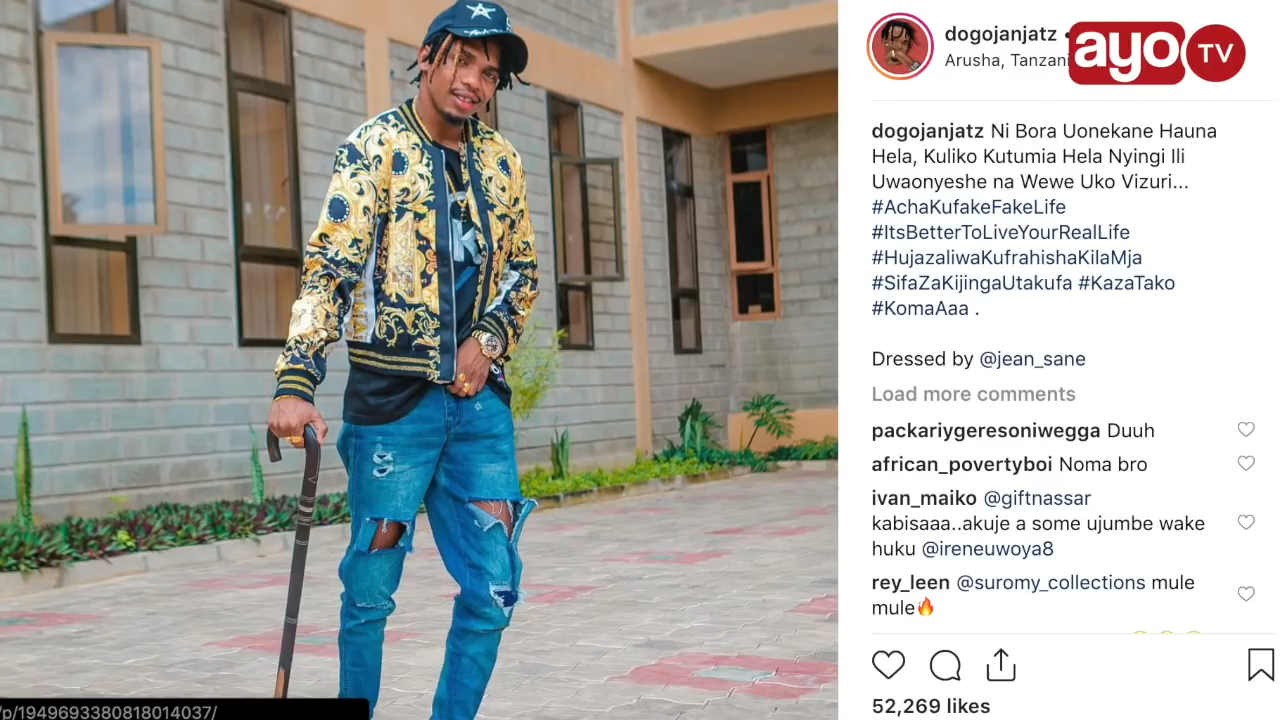 dogojanjatz •
Arusha, Tanzani
ayo TV
dogojanjatz Ni Bora Uonekane Hauna
Hela, Kuliko Kutumia Hela Nyingi Ili
Uwaonyeshe na Wewe Uko Vizuri...
#AchaKufakeFakeLife
#ItsBetterToLiveYourRealLife
#HujazaliwaKufrahishaKilaMja
#SifaZaKijingaUtakufa #KazaTako
#KomaAaa .
Dressed by @jean_sane
Load more comments
packariygeresoniwegga Duuh
african_povertyboi Noma bro
ivan_maiko @giftnassar
kabisaaa..akuje a some ujumbe wake
huku @ireneuwoya8
rey_leen @suromy_collections mule
mule🔥
52,269 likes
/p/1949693380818014037/